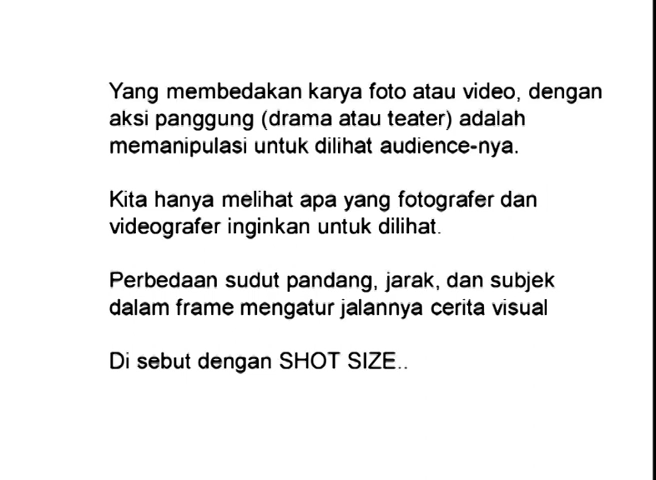 Yang membedakan karya foto atau video, dengan
aksi panggung (drama atau teater) adalah
memanipulasi untuk dilihat audience-nya.
Kita hanya melihat apa yang fotografer dan
videografer inginkan untuk dilihat.
Perbedaan sudut pandang, jarak, dan subjek
dalam frame mengatur jalannya cerita visual
Di sebut dengan SHOT SIZE..